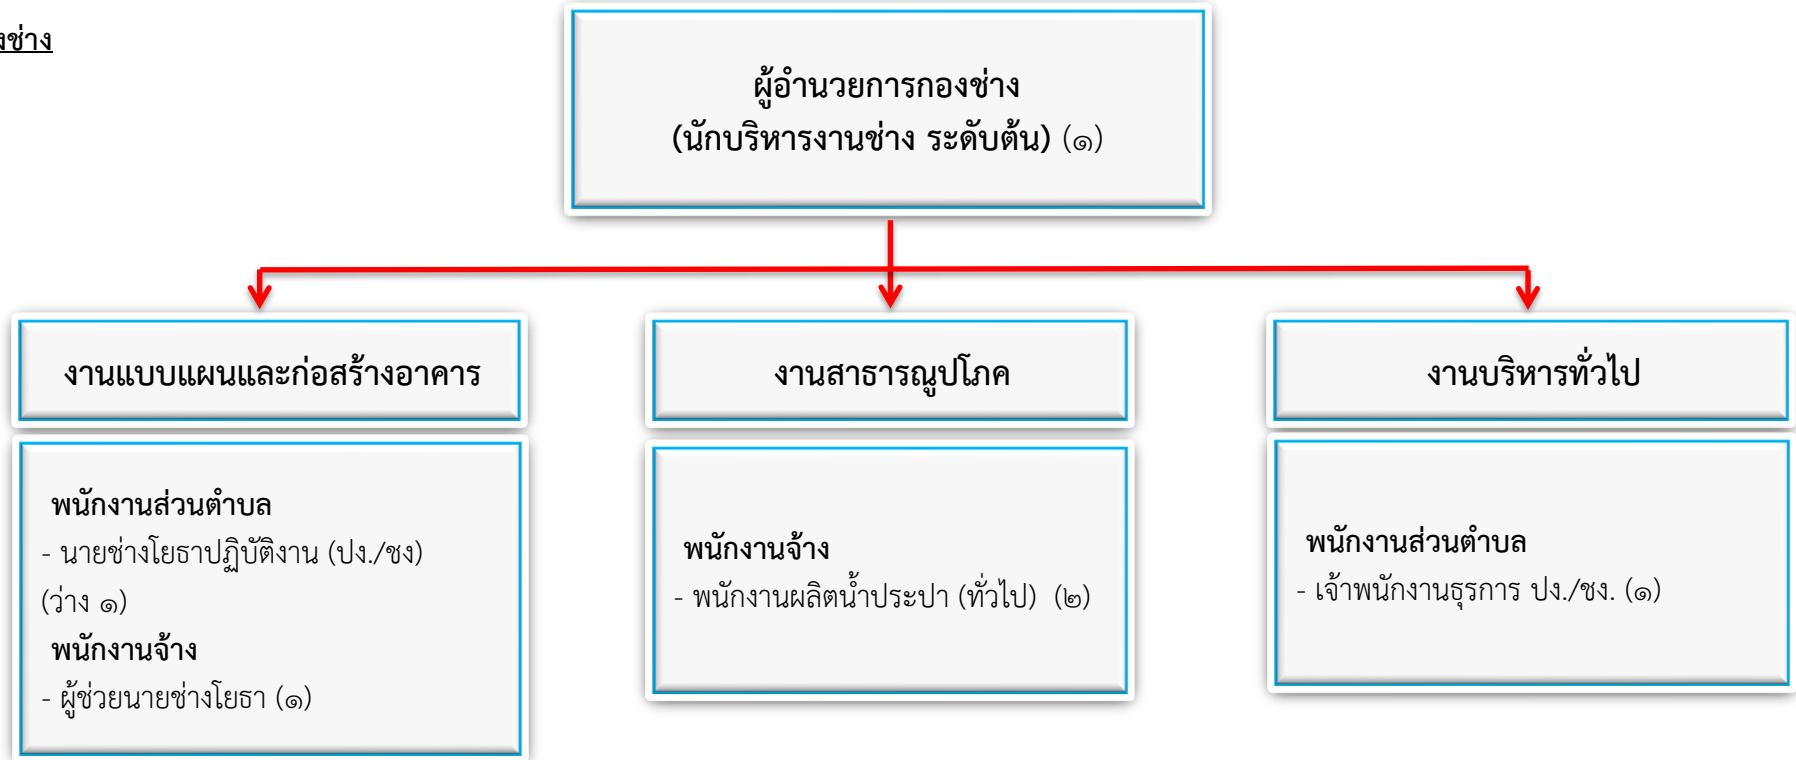 งช่าง
ผู้อำนวยการกองช่าง
(นักบริหารงานช่าง ระดับต้น) (๑)
งานแบบแผนและก่อสร้างอาคาร
งานสาธารณูปโภค
งานบริหารทั่วไป
พนักงานส่วนตำบล
- นายช่างโยธาปฏิบัติงาน (ปง./ชง)
(ว่าง ๑)
พนักงานจ้าง
- ผู้ช่วยนายช่างโยธา (๑)
พนักงานจ้าง
- พนักงานผลิตน้ำประปา (ทั่วไป) (๒)
พนักงานส่วนตำบล
- เจ้าพนักงานธุรการ ปง./ชง. (๑)